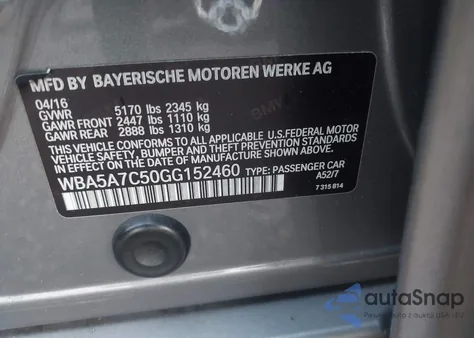 MFD BY BAYERISCHE MOTOREN WERKE AG
04/16
GVWR 5170 lbs 2345 kg
GAWR FRONT 2447 lbs 1110 kg
GAWR REAR 2888 lbs 1310 kg
THIS VEHICLE CONFORMS TO ALL APPLICABLE U.S.FEDERAL MOTOR
VEHICLE SAFETY, BUMPER, AND THEFT PREVENTION STANDARDS
IN EFFECT ON THE DATE OF MANUFACTURE SHOWN ABOVE.
WBA5A7C50GG152460 TYPE: PASSENGER CAR
A52/7
7 315 814
autoSnap